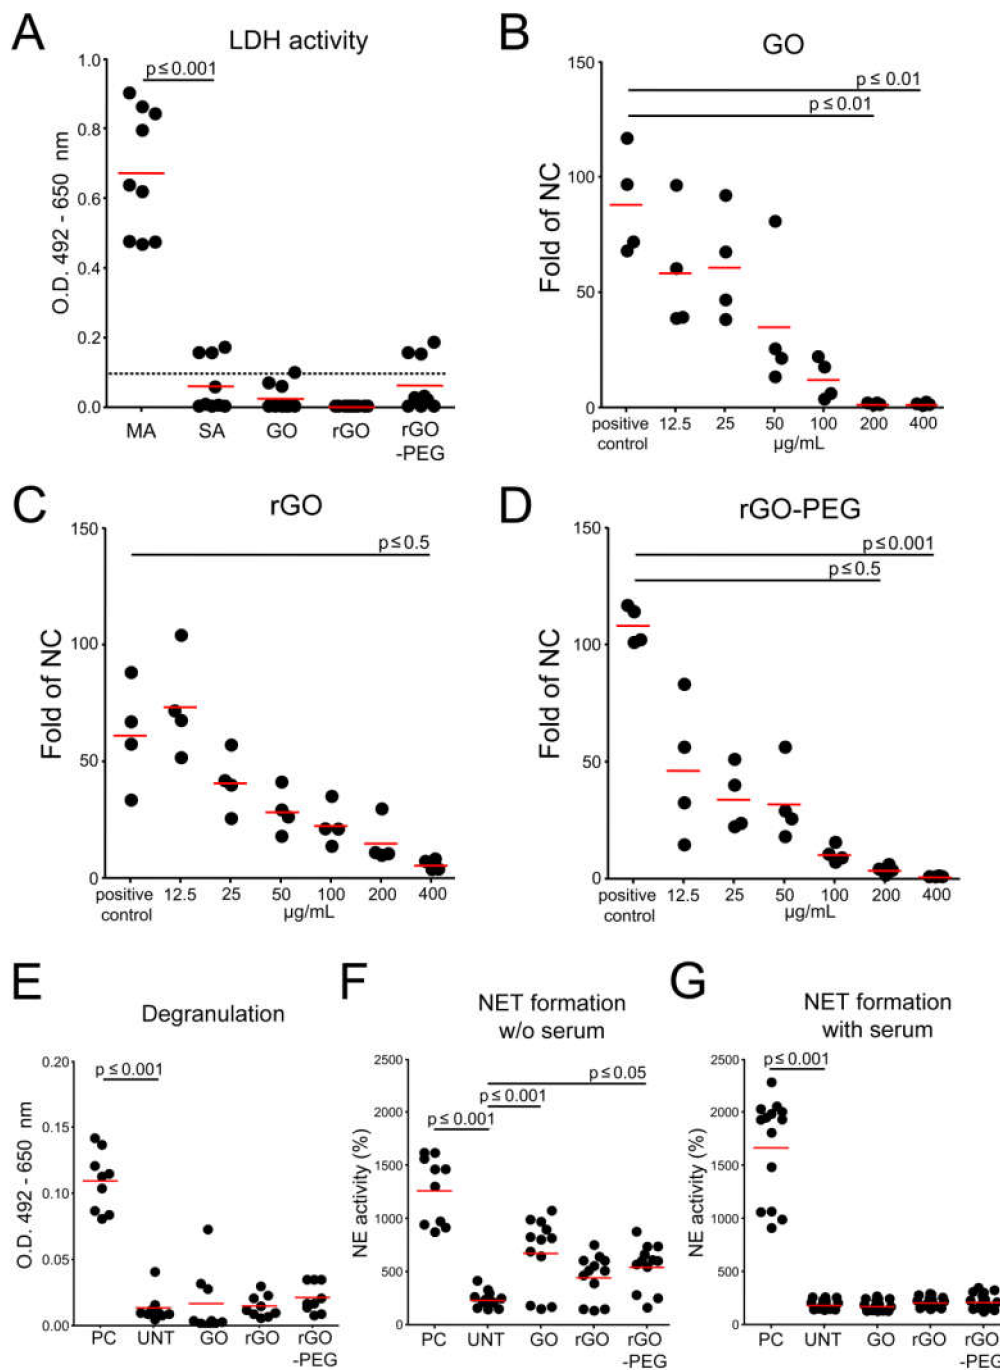 A
LDH activity
p≤0.001
1.0
0.8
0.6
0.4
0.2
0.0
O.D. 492 - 650 nm
MA
SA
GO
rGO
rGO
-PEG
B
GO
p≤0.01
p≤0.01
150
100
50
0
Fold of NC
positive
control
12.5
25
50
100
200
400
µg/mL
C
rGO
p≤0.5
150
100
50
0
Fold of NC
positive
control
12.5
25
50
100
200
400
µg/mL
D
rGO-PEG
p≤0.001
p≤0.5
150
100
50
0
Fold of NC
positive
control
12.5
25
50
100
200
400
µg/mL
E
Degranulation
p≤0.001
0.20
0.15
0.10
0.05
0.00
O.D. 492 - 650 nm
PC
UNT
GO
rGO
rGO
-PEG
F
NET formation
w/o serum
p≤0.05
p≤0.001
p≤0.001
2500
2000
1500
1000
500
0
NE activity (%)
PC
UNT
GO
rGO
rGO
-PEG
G
NET formation
with serum
p≤0.001
2500
2000
1500
1000
500
0
NE activity (%)
PC
UNT
GO
rGO
rGO
-PEG